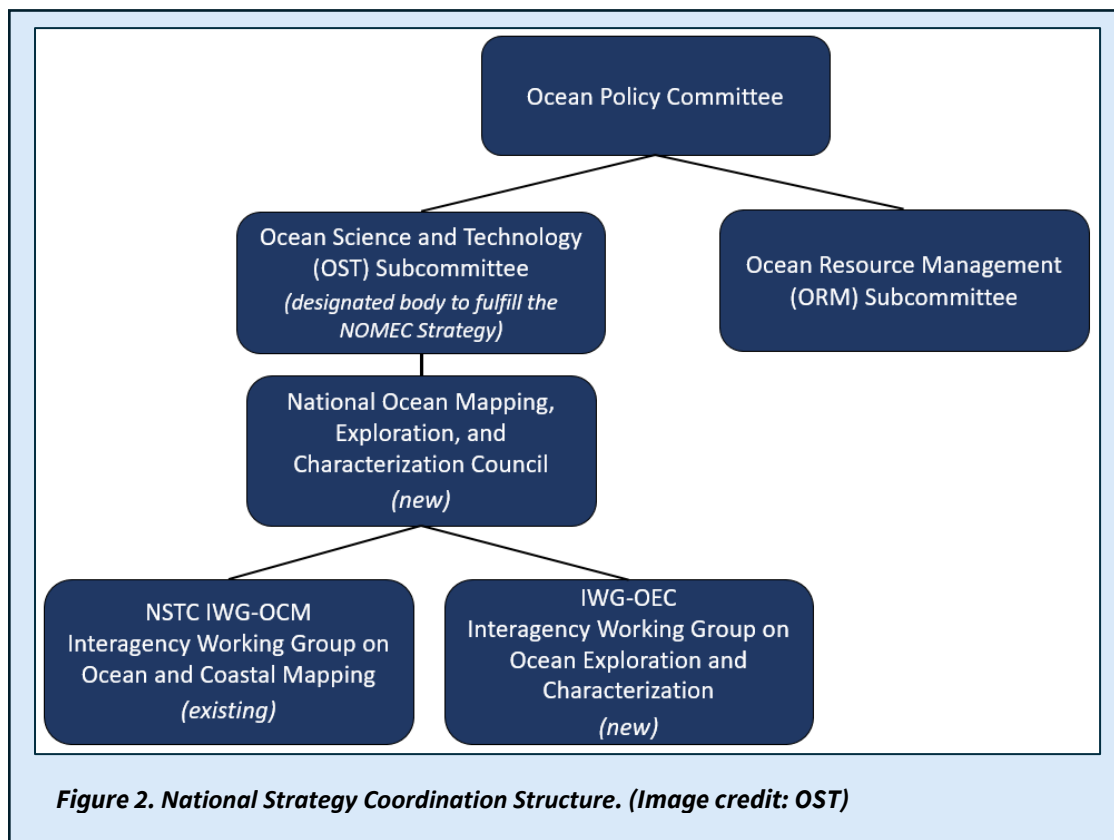 Ocean Policy Committee
Ocean Science and Technology
(OST) Subcommittee
(designated body to fulfill the
NOMEC Strategy)
Ocean Resource Management
(ORM) Subcommittee
National Ocean Mapping,
Exploration, and
Characterization Council
(new)
NSTC IWG-OCM
Interagency Working Group on
Ocean and Coastal Mapping
(existing)
IWG-OEC
Interagency Working Group on
Ocean Exploration and
Characterization
(new)
Figure 2. National Strategy Coordination Structure. (Image credit: OST)